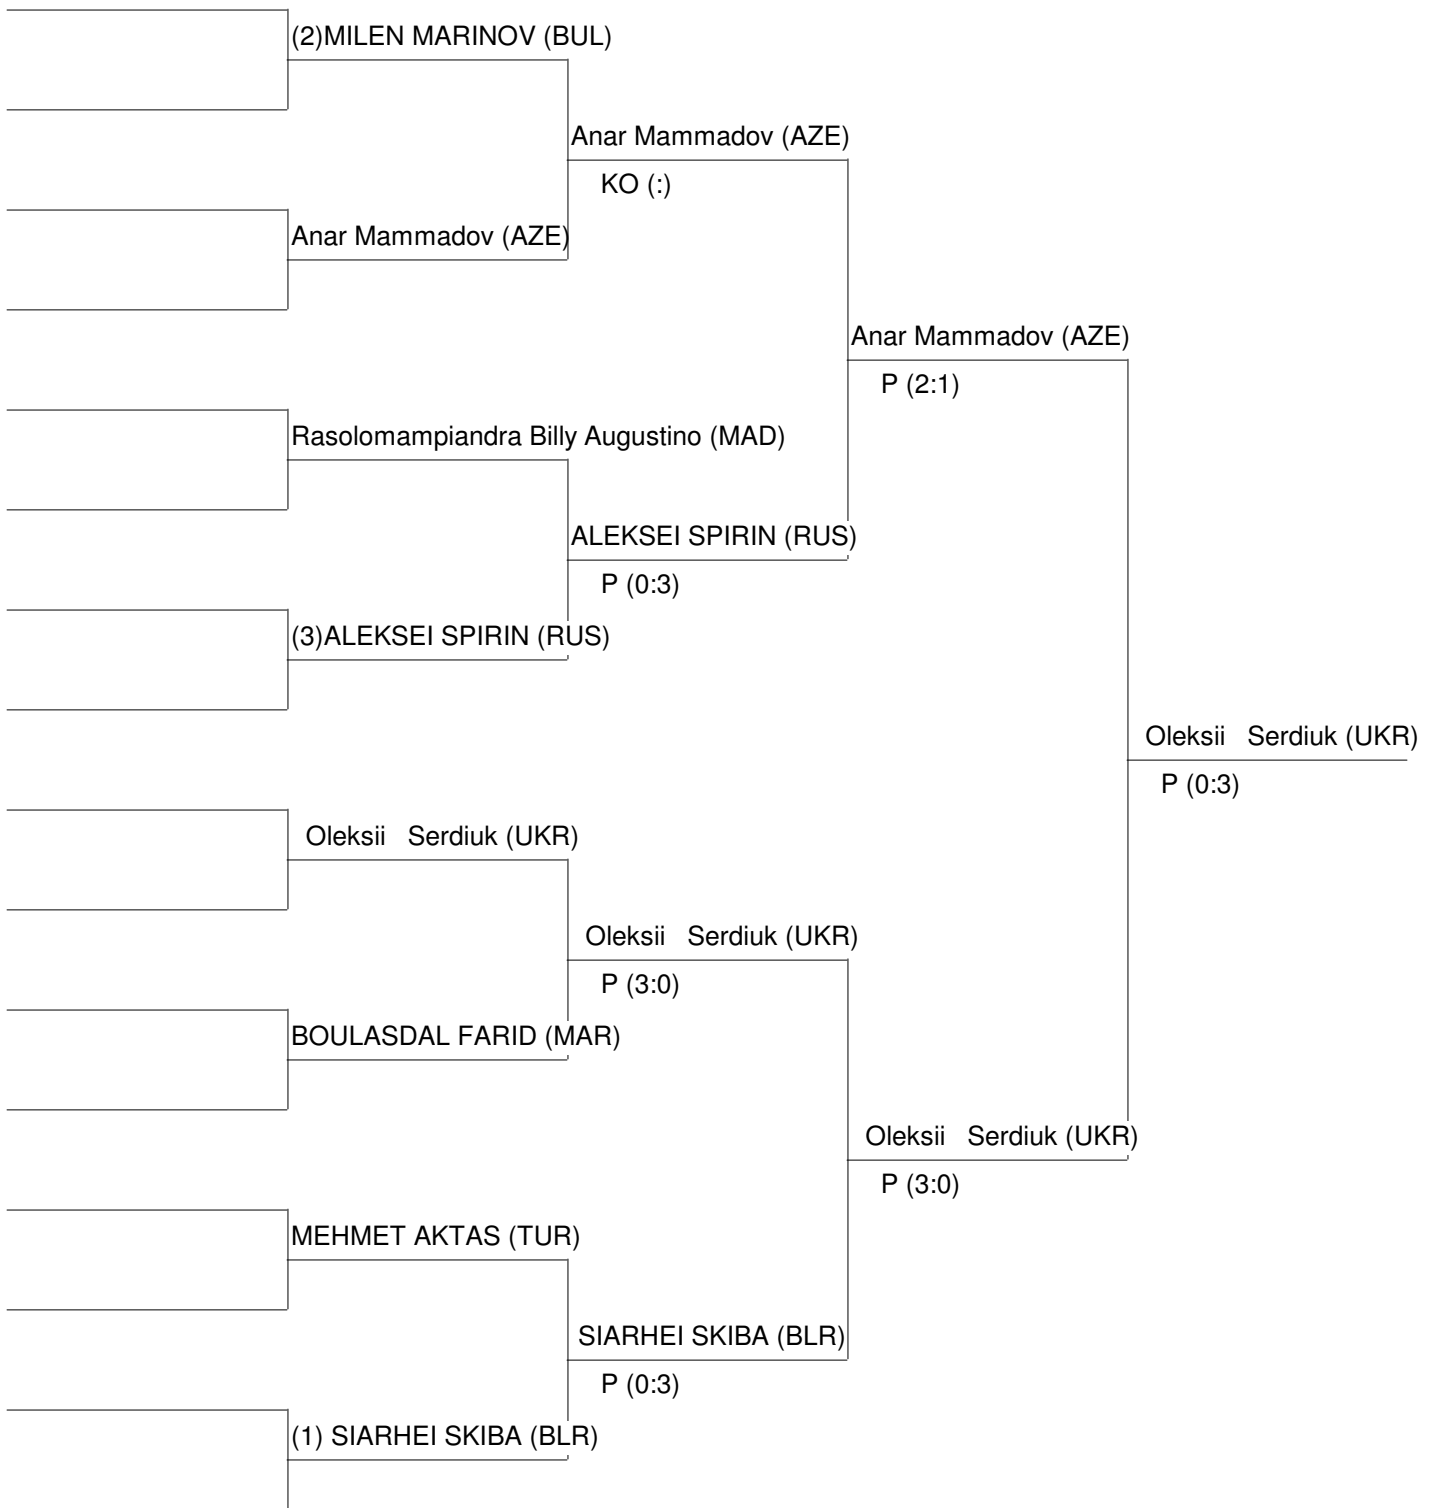 (2)MILEN MARINOV (BUL)
Anar Mammadov (AZE)
KO (:)
Anar Mammadov (AZE)
Anar Mammadov (AZE)
P (2:1)
Rasolomampiandra Billy Augustino (MAD)
ALEKSEI SPIRIN (RUS)
P (0:3)
(3)ALEKSEI SPIRIN (RUS)
Oleksii Serdiuk (UKR)
P (0:3)
Oleksii Serdiuk (UKR)
Oleksii Serdiuk (UKR)
P (3:0)
BOULASDAL FARID (MAR)
Oleksii Serdiuk (UKR)
P (3:0)
MEHMET AKTAS (TUR)
SIARHEI SKIBA (BLR)
P (0:3)
(1) SIARHEI SKIBA (BLR)